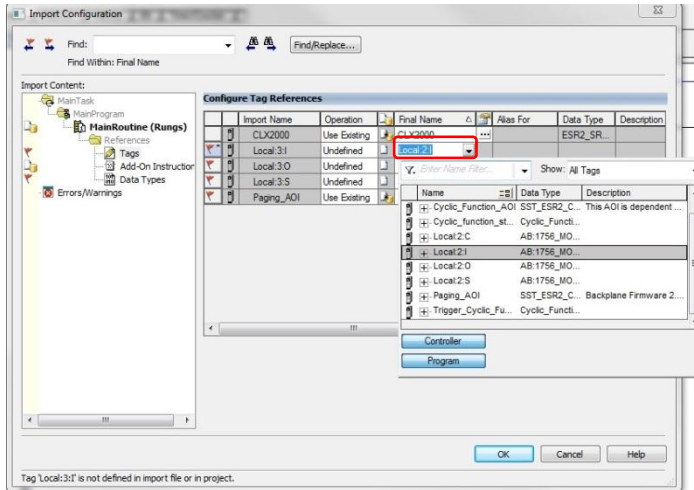 Import Configuration
Find:
Find/Replace...
Find Within: Final Name
Import Content:
MainTask
MainProgram
MainRoutine (Rungs)
References
Tags
Add-On Instruction
Data Types
Errors/Warnings
Configure Tag References
Import Name Operation Final Name Alias For Data Type Description
CLX2000 Use Existing CLX2000 ... ESR2_SR...
Local:3:I Undefined Local:2:I
Local:3:O Undefined
Local:3:S Undefined
Paging_AOI Use Existing
Enter Name Filter... Show: All Tags
Name Data Type Description
Cyclic_Function_AOI SST_ESR2_C... This AOI is dependent ...
Cyclic_function_st... Cyclic_Functi...
Local:2:C AB:1756_MO...
Local:2:I AB:1756_MO...
Local:2:O AB:1756_MO...
Local:2:S AB:1756_MO...
Paging_AOI SST_ESR2_C... Backplane Firmware 2....
Trigger_Cyclic_Fu... Cyclic_Functi...
Controller
Program
OK Cancel Help
Tag 'Local:3:I' is not defined in import file or in project.